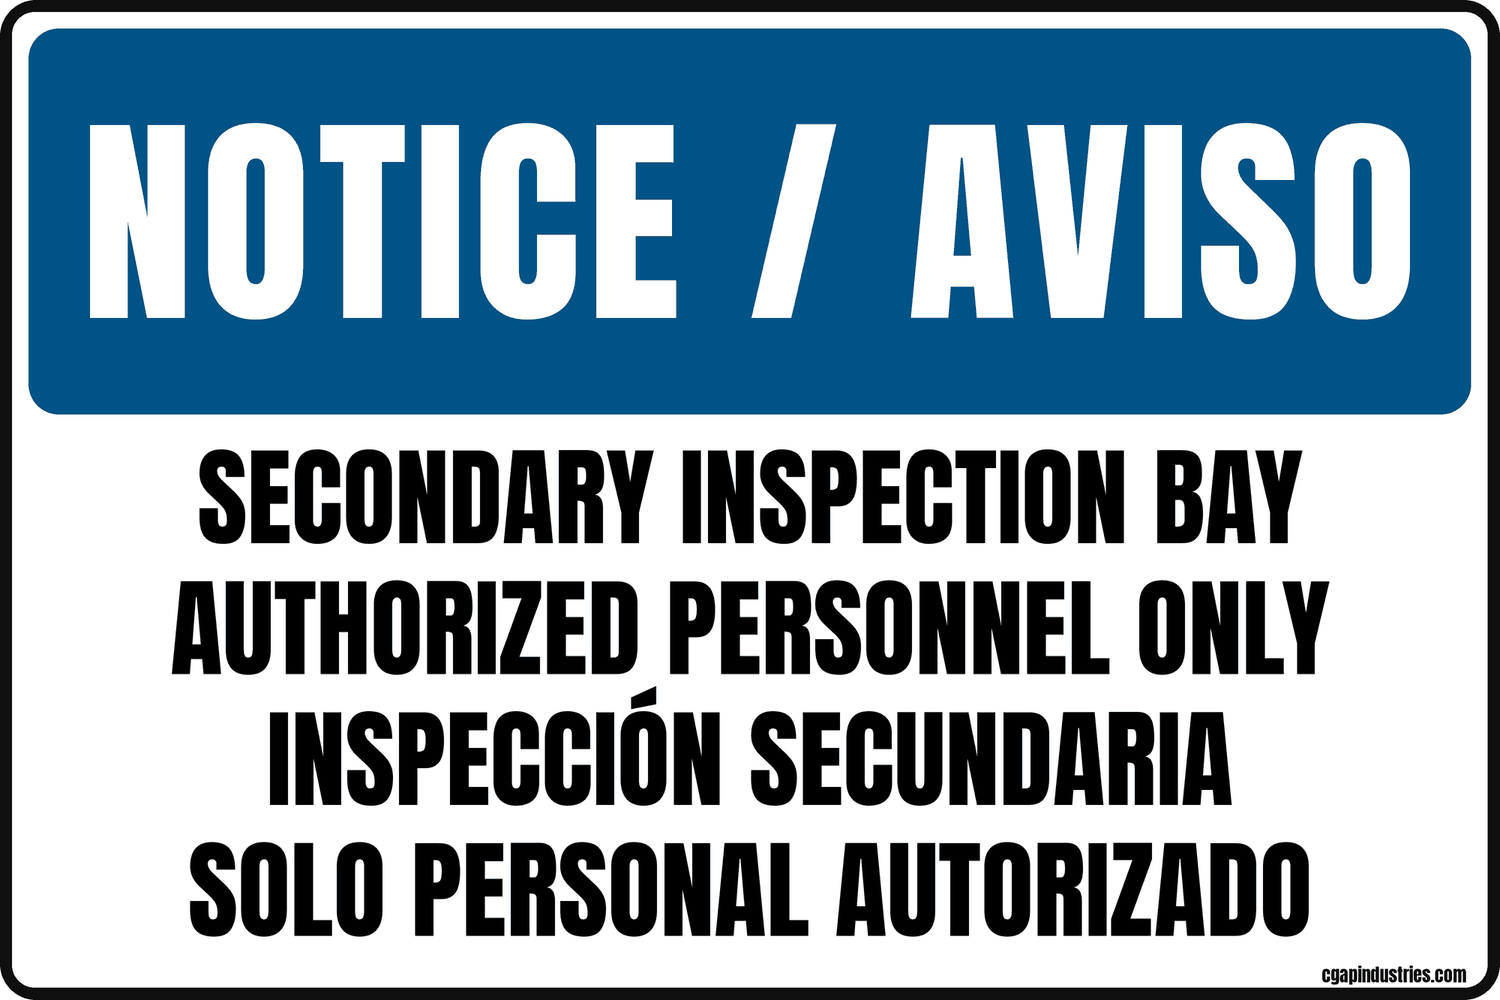 NOTICE / AVISO
SECONDARY INSPECTION BAY
AUTHORIZED PERSONNEL ONLY
INSPECCIÓN SECUNDARIA
SOLO PERSONAL AUTORIZADO
cgapindustries.com